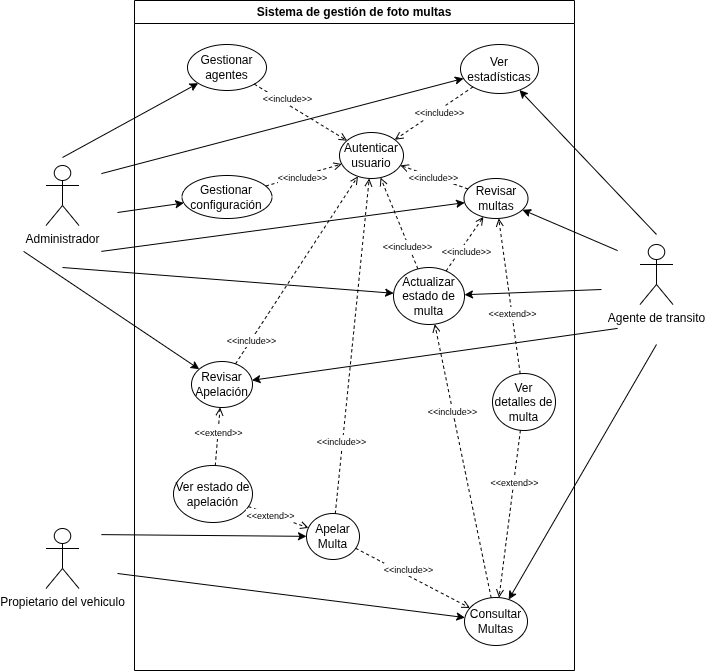 Sistema de gestión de foto multas
Gestionar
agentes
Ver
estadísticas
<<include>>
<<include>>
Autenticar
usuario
<<include>>
<<include>>
Gestionar
configuración
Revisar
multas
Administrador
<<include>>
<<include>>
Actualizar
estado de
multa
Agente de transito
<<extend>>
<<include>>
Revisar
Apelación
Ver
detalles de
multa
<<include>>
<<extend>>
<<include>>
Ver estado de
apelación
<<extend>>
<<extend>>
Apelar
Multa
<<include>>
Propietario del vehiculo
Consultar
Multas